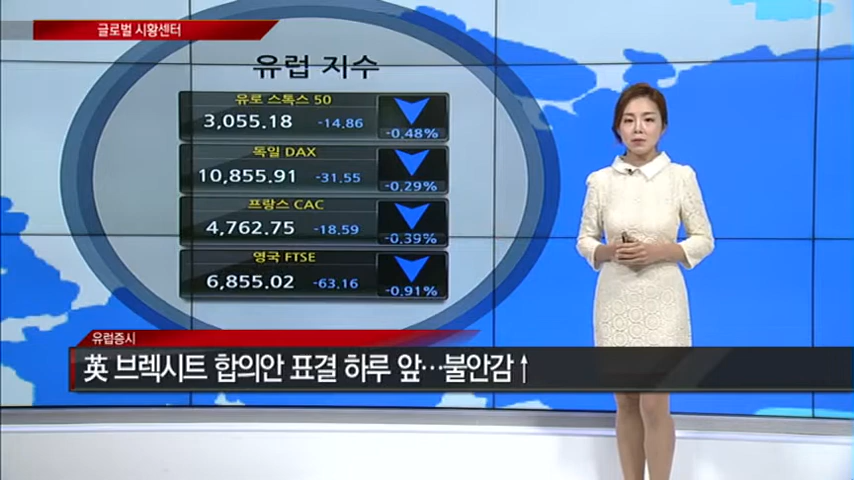 글로벌 시황센터
유럽 지수
유로 스톡스 50
3,055.18 -14.86 -0.48%
독일 DAX
10,855.91 -31.55 -0.29%
프랑스 CAC
4,762.75 -18.59 -0.39%
영국 FTSE
6,855.02 -63.16 -0.91%
유럽증시
英 브렉시트 합의안 표결 하루 앞…불안감↑